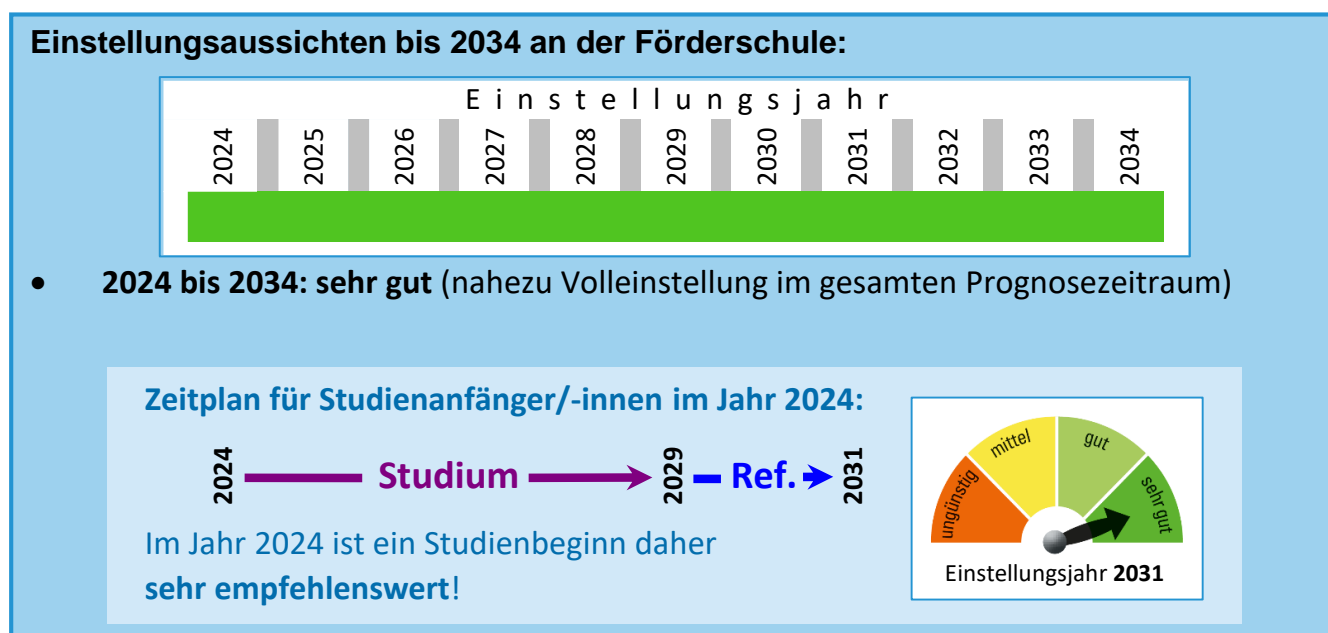 Einstellungsaussichten bis 2034 an der Förderschule:
Einstellungsjahr
2024 2025 2026 2027 2028 2029 2030 2031 2032 2033 2034
• 2024 bis 2034: sehr gut (nahezu Volleinstellung im gesamten Prognosezeitraum)
Zeitplan für Studienanfänger/-innen im Jahr 2024:
2024 Studium 2029 Ref. 2031
Im Jahr 2024 ist ein Studienbeginn daher
sehr empfehlenswert!
ungünstig mittel gut sehr gut
Einstellungsjahr 2031